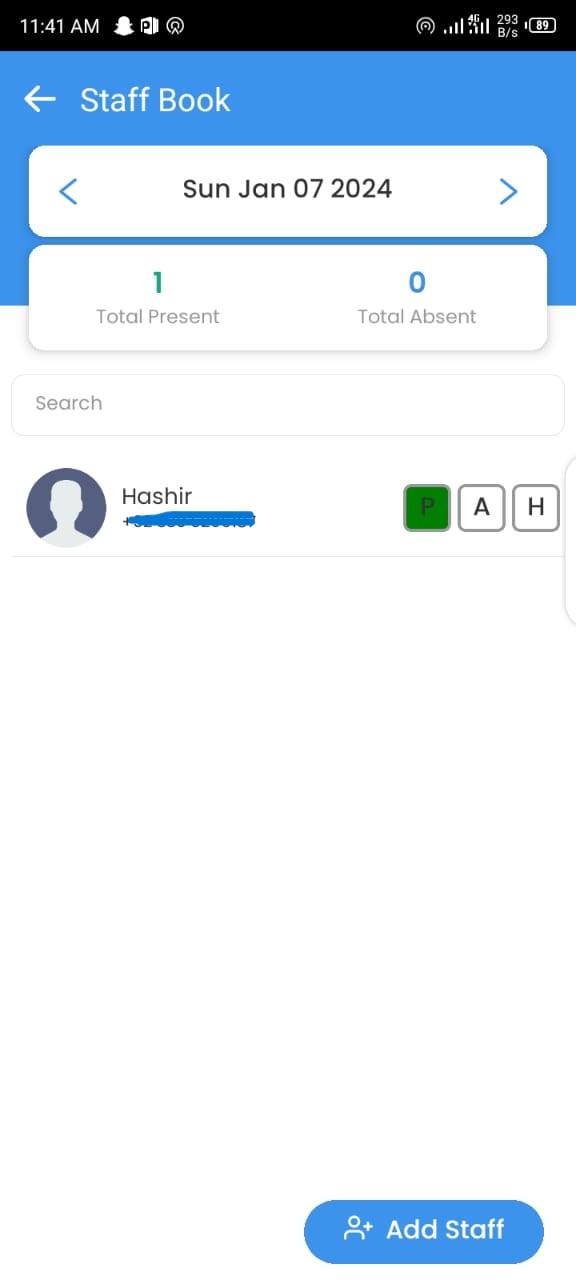 11:41 AM
4G
293
B/s
89
Staff Book
Sun Jan 07 2024
1
0
Total Present
Total Absent
Search
Hashir
P
A
H
Add Staff